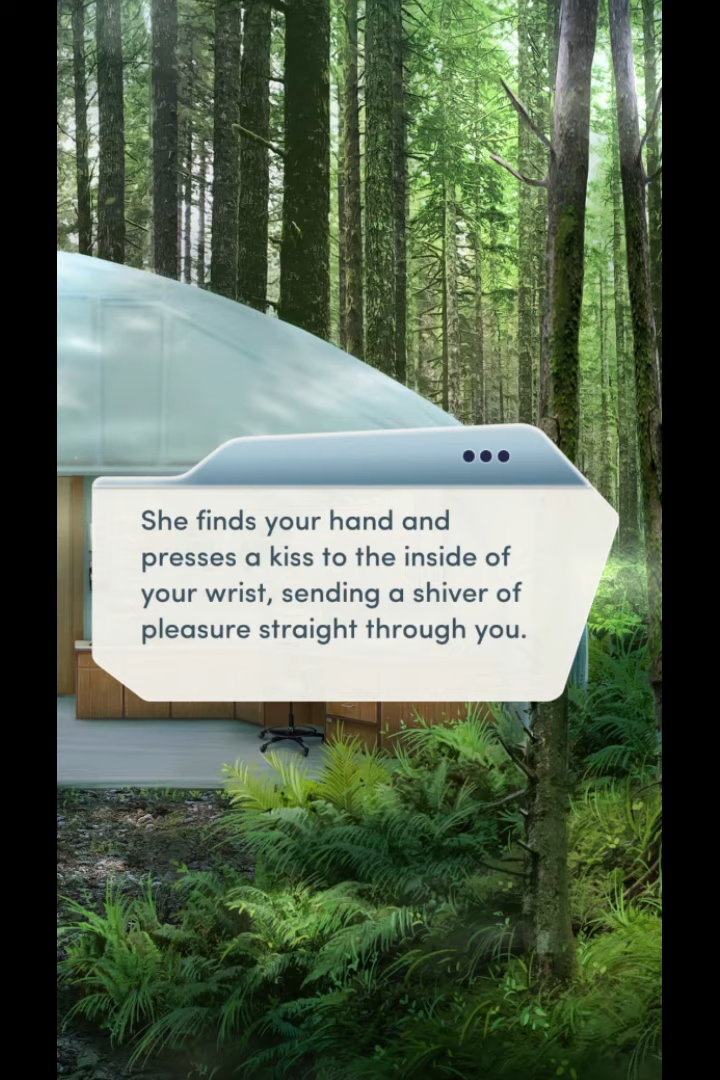 She finds your hand and
presses a kiss to the inside of
your wrist, sending a shiver of
pleasure straight through you.